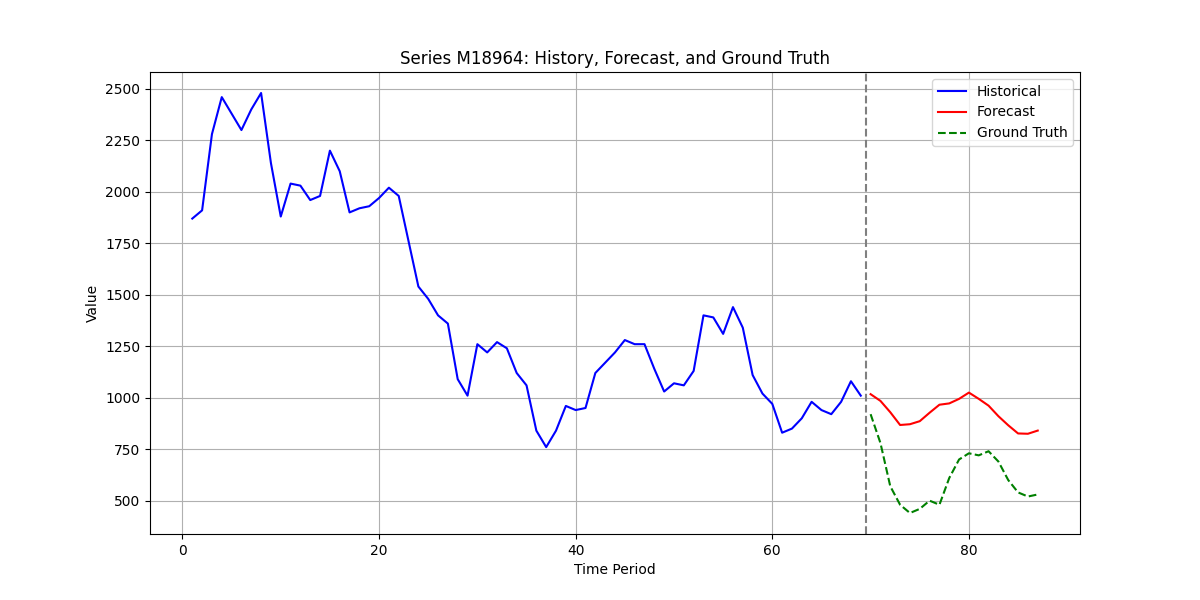 Series M18964: History, Forecast, and Ground Truth
Historical
Forecast
Ground Truth
2500
2250
2000
1750
1500
1250
1000
750
500
Value
0 20 40 60 80
Time Period